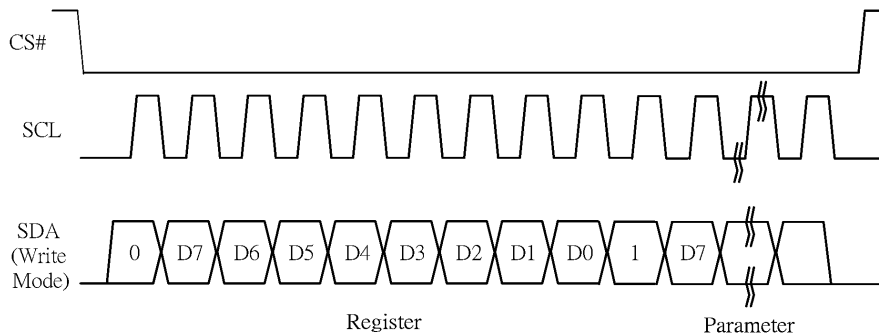 CS#
SCL
SDA
(Write
Mode)
0 D7 D6 D5 D4 D3 D2 D1 D0 1 D7
Register Parameter